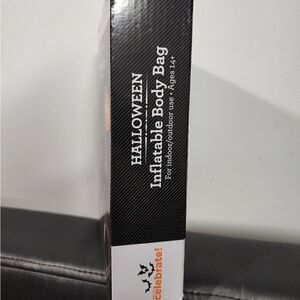 HALLOWEEN
Inflatable Body Bag
For indoor/outdoor use • Ages 14+
celebrate!